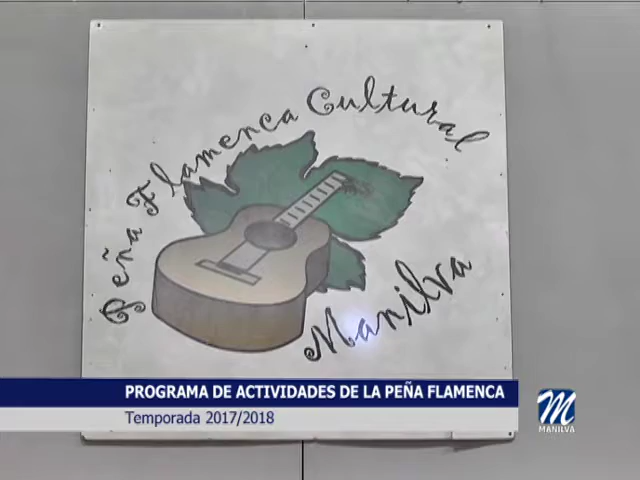 Peña Flamenca Cultural
Manilva
PROGRAMA DE ACTIVIDADES DE LA PEÑA FLAMENCA
Temporada 2017/2018
M
MANILVA